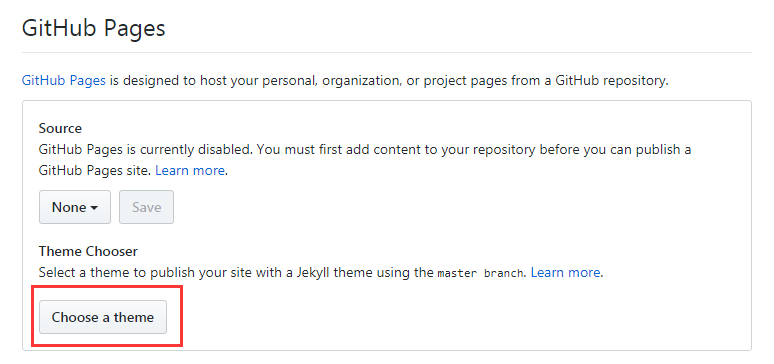 GitHub Pages
GitHub Pages is designed to host your personal, organization, or project pages from a GitHub repository.
Source
GitHub Pages is currently disabled. You must first add content to your repository before you can publish a
GitHub Pages site. Learn more.
None Save
Theme Chooser
Select a theme to publish your site with a Jekyll theme using the master branch. Learn more.
Choose a theme